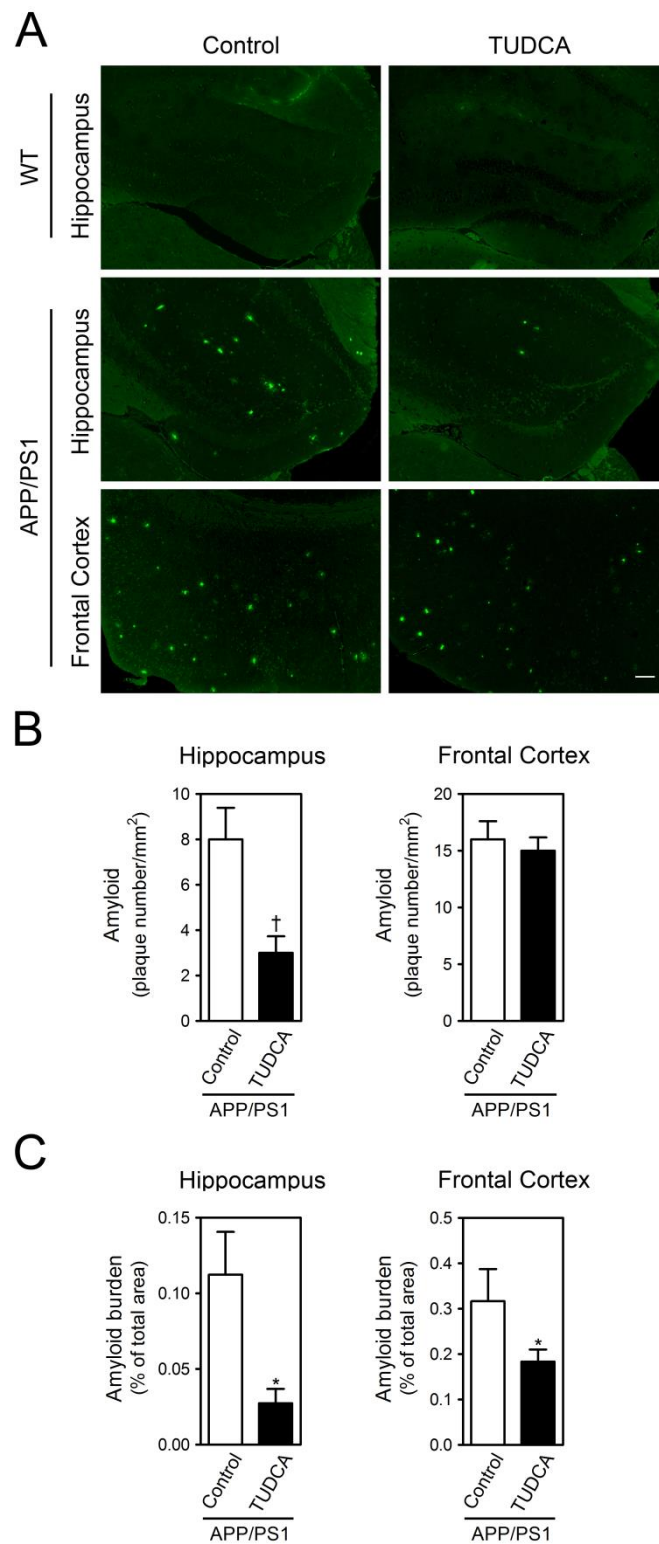 A
Control TUDCA
WT
Hippocampus
APP/PS1
Hippocampus
Frontal Cortex
B
Hippocampus Frontal Cortex
Amyloid
(plaque number/mm²)
10
8
6
4
2
0
†
Control TUDCA
APP/PS1
Amyloid
(plaque number/mm²)
20
15
10
5
0
Control TUDCA
APP/PS1
C
Hippocampus Frontal Cortex
Amyloid burden
(% of total area)
0.15
0.10
0.05
0.00
*
Control TUDCA
APP/PS1
Amyloid burden
(% of total area)
0.5
0.4
0.3
0.2
0.1
0.0
*
Control TUDCA
APP/PS1